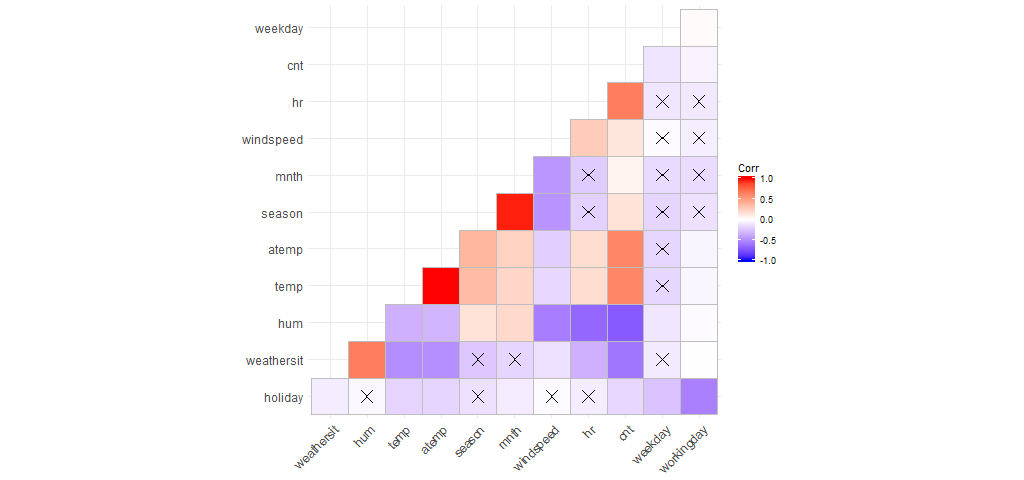 weekday
cnt
hr
windspeed
mnth
season
atemp
temp
hum
weathersit
holiday
weathersit
hum
temp
atemp
season
mnth
windspeed
hr
cnt
weekday
workingday
Corr
1.0
0.5
0.0
-0.5
-1.0